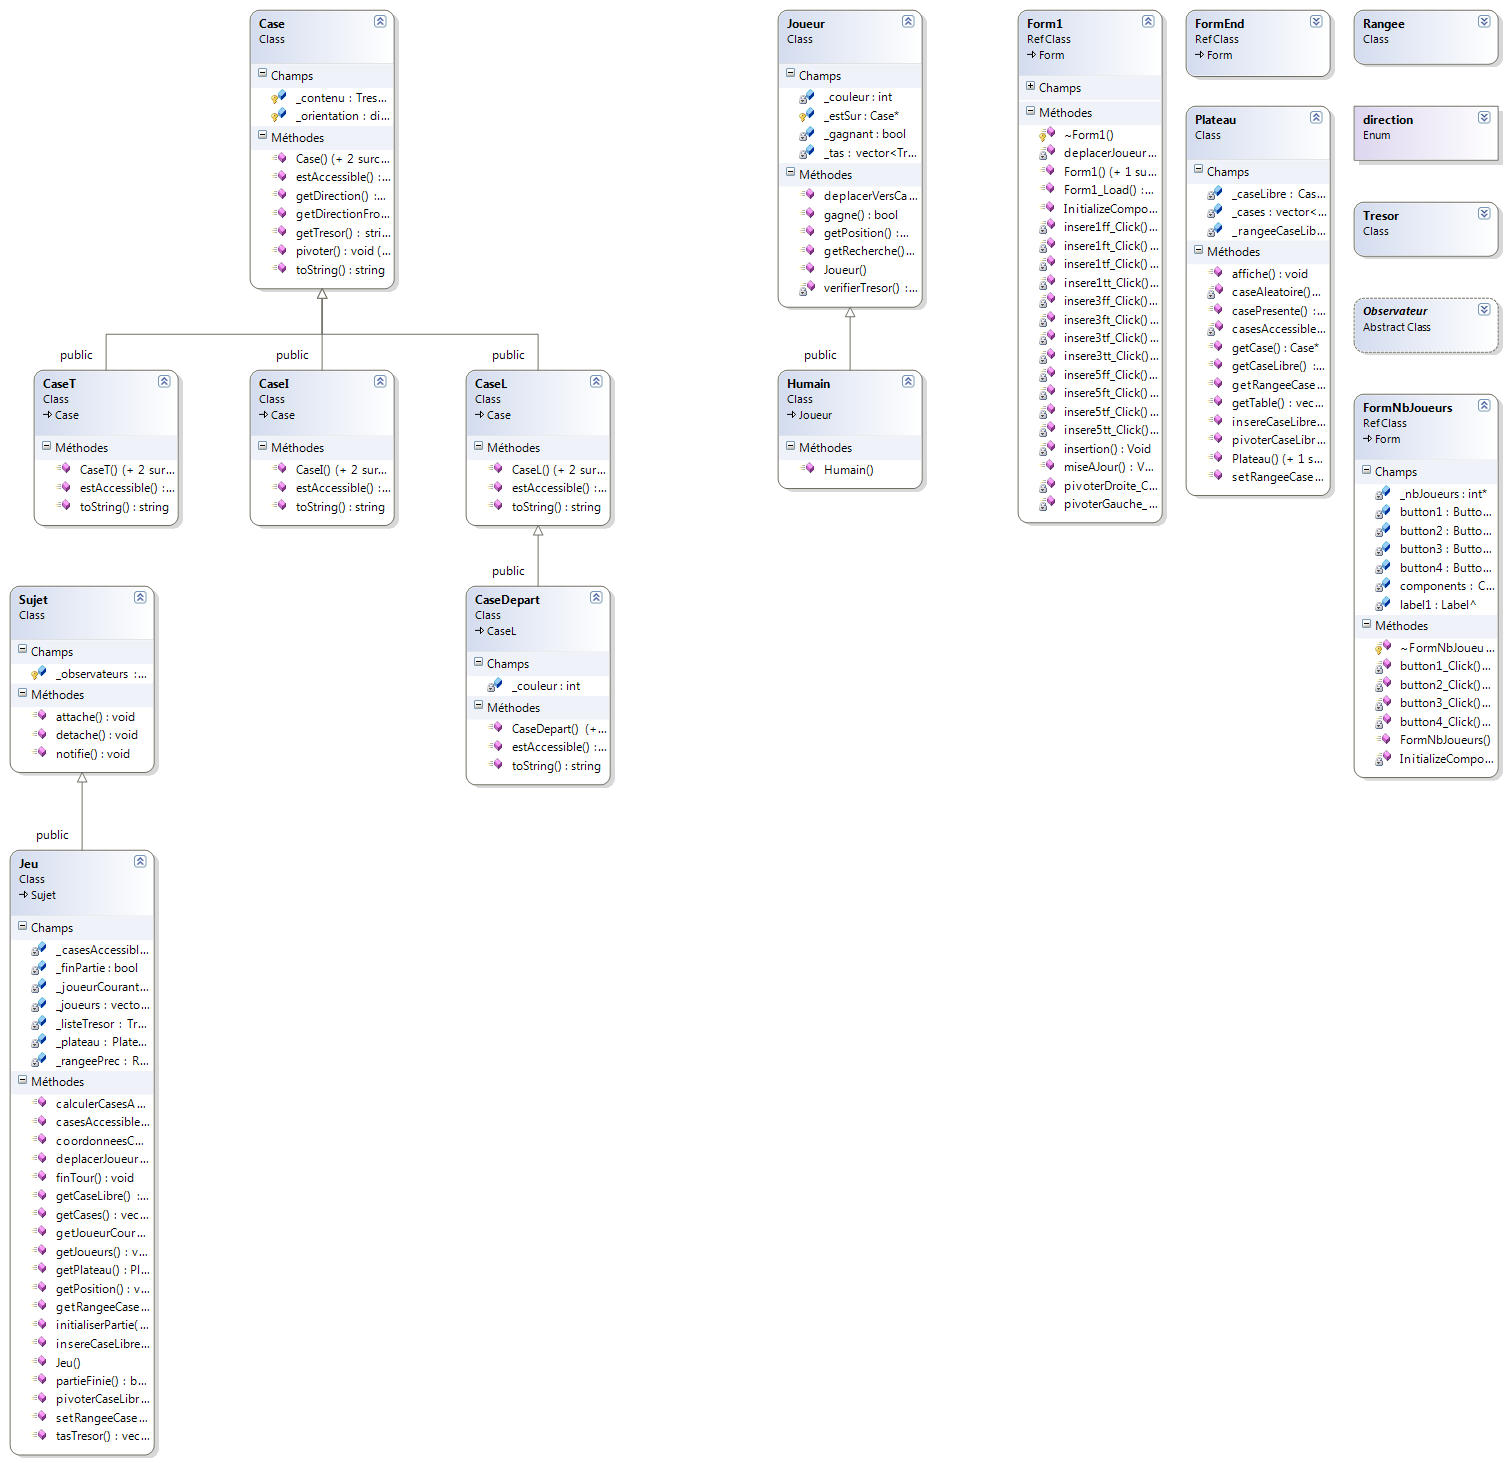 Case
Class
Champs
_contenu : Tres...
_orientation : di...
Méthodes
Case() (+ 2 surc...
estAccessible() :...
getDirection() :...
getDirectionFro...
getTresor() : stri...
pivoter() : void (...
toString() : string
public
public
public
CaseT
Class
Case
Méthodes
CaseT() (+ 2 sur...
estAccessible() :...
toString() : string
CaseI
Class
Case
Méthodes
CaseI() (+ 2 sur...
estAccessible() :...
toString() : string
CaseL
Class
Case
Méthodes
CaseL() (+ 2 sur...
estAccessible() :...
toString() : string
public
CaseDepart
Class
CaseL
Champs
_couleur : int
Méthodes
CaseDepart() (+...
estAccessible() :...
toString() : string
Sujet
Class
Champs
_observateurs :...
Méthodes
attache() : void
detache() : void
notifie() : void
public
Jeu
Class
Sujet
Champs
_casesAccessibl...
_finPartie : bool
_joueurCourant...
_joueurs : vecto...
_listeTresor : Tr...
_plateau : Plate...
_rangeePrec : R...
Méthodes
calculerCasesA...
casesAccessible...
coordonneesC...
deplacerJoueur...
finTour() : void
getCaseLibre() :...
getCases() : vec...
getJoueurCour...
getJoueurs() : v...
getPlateau() : Pl...
getPosition() : v...
getRangeeCase...
initialiserPartie(...
insereCaseLibre...
Jeu()
partieFinie() : b...
pivoterCaseLibr...
setRangeeCase...
tasTresor() : vec...
Joueur
Class
Champs
_couleur : int
_estSur : Case*
_gagnant : bool
_tas : vector<Tr...
Méthodes
deplacerVersCa...
gagne() : bool
getPosition() :...
getRecherche()...
Joueur()
verifierTresor() :...
public
Humain
Class
Joueur
Méthodes
Humain()
Form1
Ref Class
Form
Champs
Méthodes
~Form1()
deplacerJoueur...
Form1() (+ 1 su...
Form1_Load() :...
InitializeCompo...
insere1ff_Click()...
insere1ft_Click()...
insere1tf_Click()...
insere1tt_Click()...
insere3ff_Click()...
insere3ft_Click()...
insere3tf_Click()...
insere3tt_Click()...
insere5ff_Click()...
insere5ft_Click()...
insere5tf_Click()...
insere5tt_Click()...
insertion() : Void
miseAJour() : V...
pivoterDroite_C...
pivoterGauche_...
FormEnd
Ref Class
Form
Plateau
Class
Champs
_caseLibre : Cas...
_cases : vector<...
_rangeeCaseLib...
Méthodes
affiche() : void
caseAleatoire()...
casePresente() :...
casesAccessible...
getCase() : Case*
getCaseLibre() :...
getRangeeCase...
getTable() : vec...
insereCaseLibre...
pivoterCaseLibr...
Plateau() (+ 1 s...
setRangeeCase...
Rangee
Class
direction
Enum
Tresor
Class
Observateur
Abstract Class
FormNbJoueurs
Ref Class
Form
Champs
_nbJoueurs : int*
button1 : Butto...
button2 : Butto...
button3 : Butto...
button4 : Butto...
components : C...
label1 : Label^
Méthodes
~FormNbJoueu...
button1_Click()...
button2_Click()...
button3_Click()...
button4_Click()...
FormNbJoueurs()
InitializeCompo...